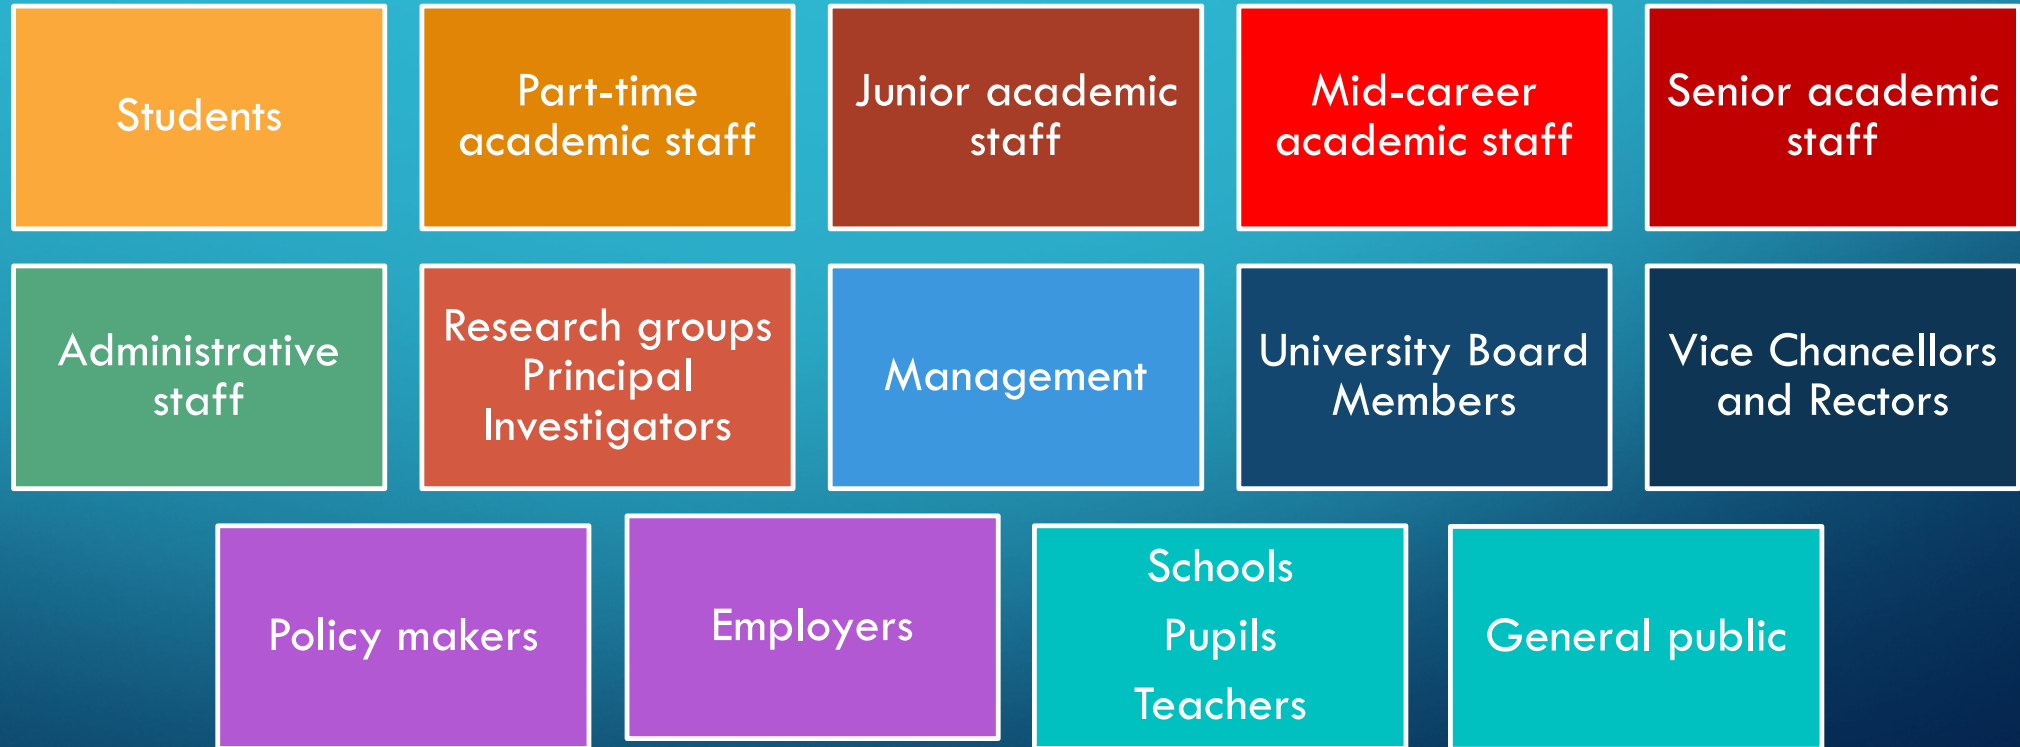 Students
Part-time
academic staff
Junior academic
staff
Mid-career
academic staff
Senior academic
staff
Administrative
staff
Research groups
Principal
Investigators
Management
University Board
Members
Vice Chancellors
and Rectors
Policy makers
Employers
Schools
Pupils
Teachers
General public